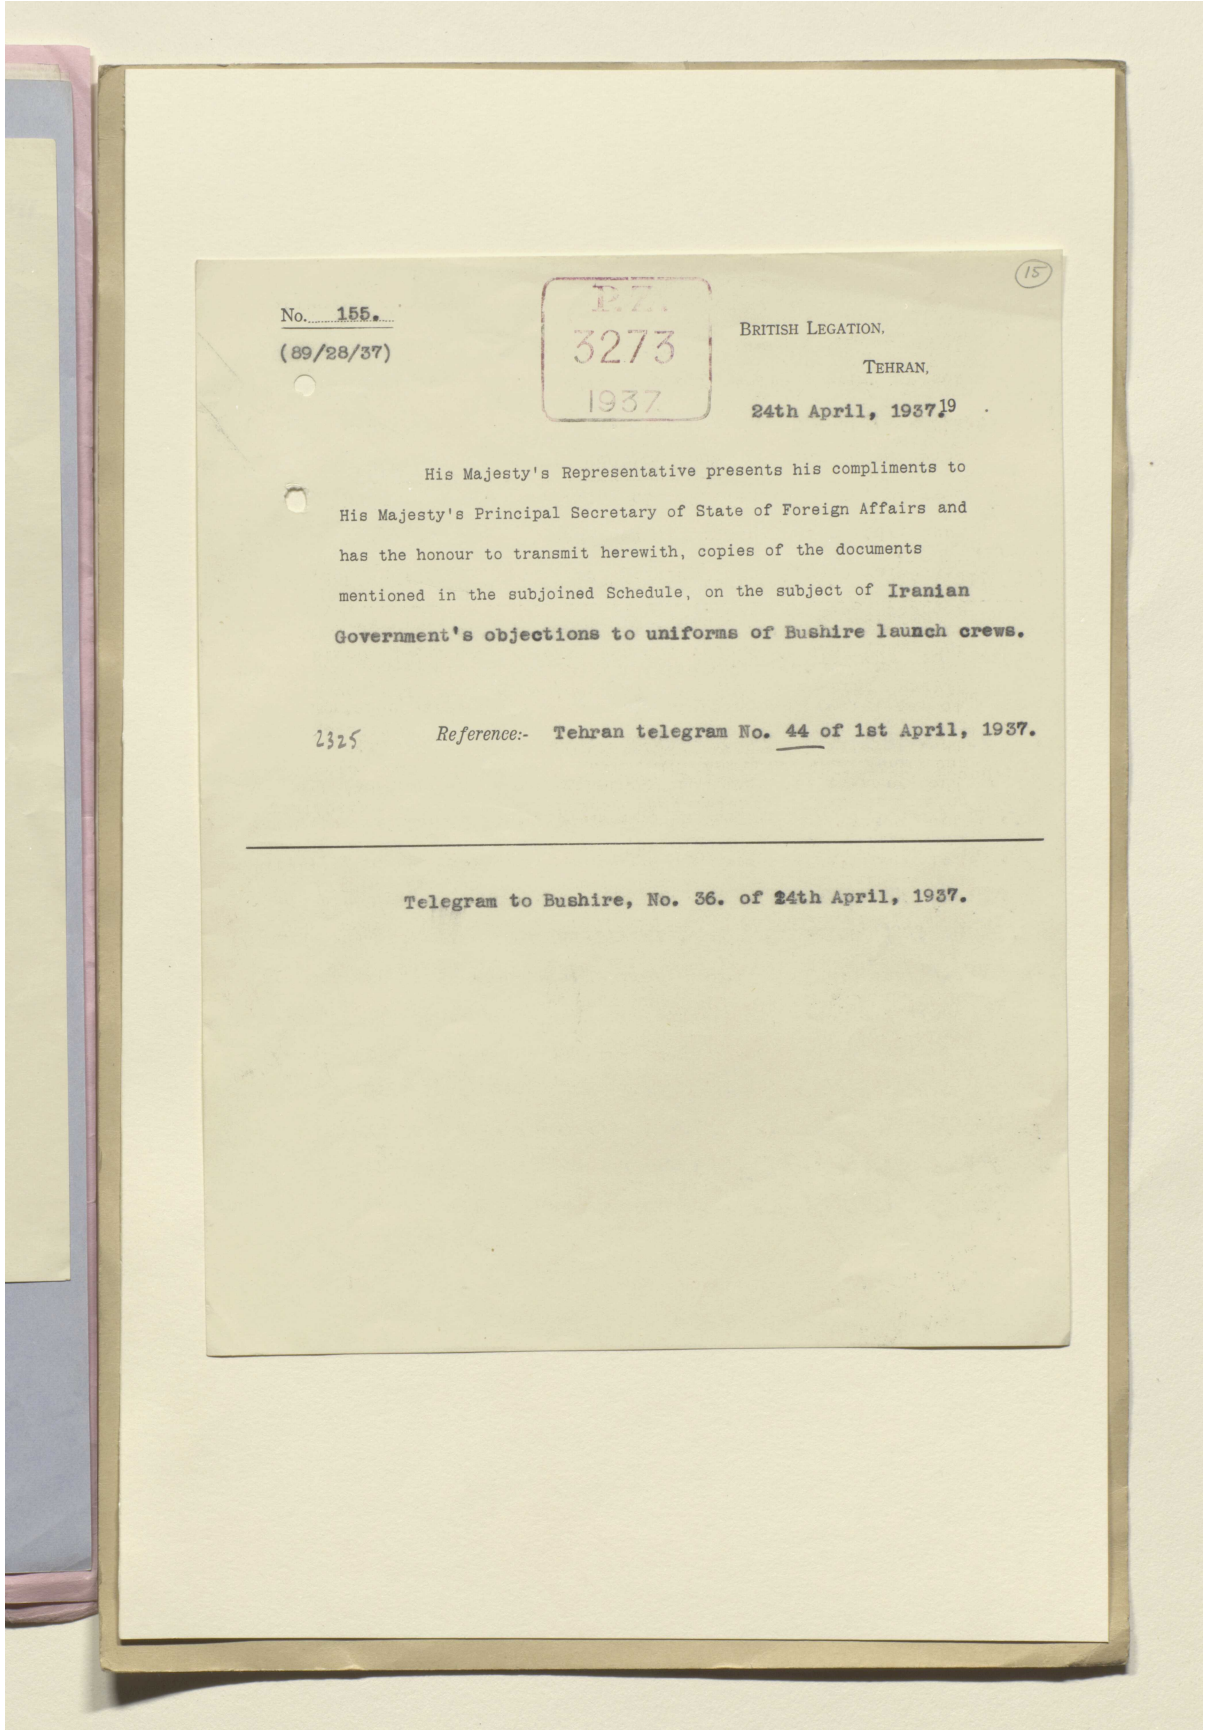 15
No. 155.
(89/28/37)
P.Z.
3273
1937
BRITISH LEGATION,
TEHRAN,
24th April, 1937.19 .
His Majesty's Representative presents his compliments to
His Majesty's Principal Secretary of State of Foreign Affairs and
has the honour to transmit herewith, copies of the documents
mentioned in the subjoined Schedule, on the subject of Iranian
Government's objections to uniforms of Bushire launch crews.
2325 Reference:- Tehran telegram No. 44 of 1st April, 1937.
Telegram to Bushire, No. 36. of 24th April, 1937.